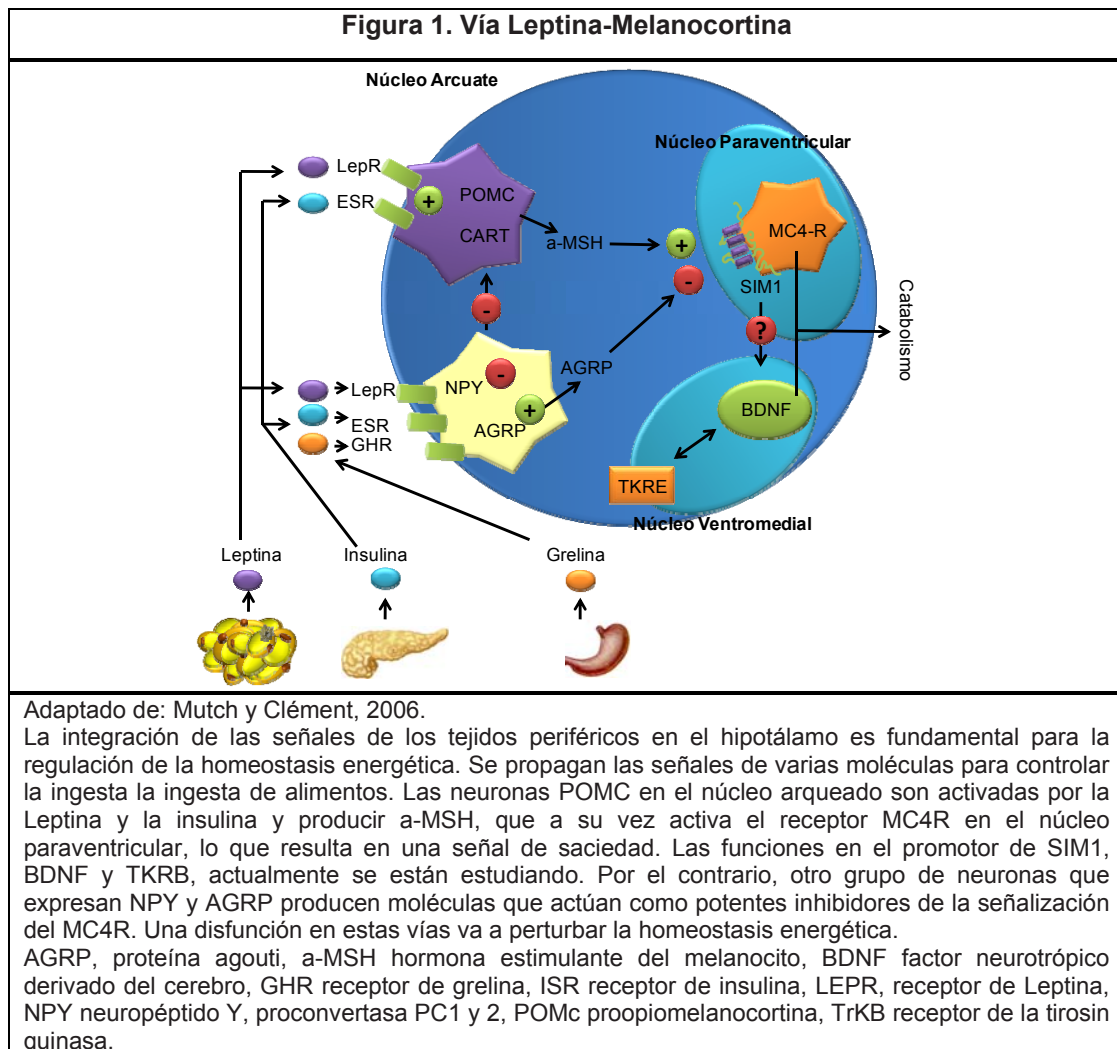 Figura 1. Vía Leptina-Melanocortina
Núcleo Arcuate
Núcleo Paraventricular
LepR
ESR
+
POMC
CART
a-MSH
+
-
MC4-R
SIM1
?
Catabolismo
-
LepR
ESR
GHR
NPY
-
+
AGRP
AGRP
BDNF
TKRE
Núcleo Ventromedial
Leptina
Insulina
Grelina
Adaptado de: Mutch y Clément, 2006.
La integración de las señales de los tejidos periféricos en el hipotálamo es fundamental para la
regulación de la homeostasis energética. Se propagan las señales de varias moléculas para controlar
la ingesta la ingesta de alimentos. Las neuronas POMC en el núcleo arqueado son activadas por la
Leptina y la insulina y producir a-MSH, que a su vez activa el receptor MC4R en el núcleo
paraventricular, lo que resulta en una señal de saciedad. Las funciones en el promotor de SIM1,
BDNF y TKRB, actualmente se están estudiando. Por el contrario, otro grupo de neuronas que
expresan NPY y AGRP producen moléculas que actúan como potentes inhibidores de la señalización
del MC4R. Una disfunción en estas vías va a perturbar la homeostasis energética.
AGRP, proteína agouti, a-MSH hormona estimulante del melanocito, BDNF factor neurotrópico
derivado del cerebro, GHR receptor de grelina, ISR receptor de insulina, LEPR, receptor de Leptina,
NPY neuropéptido Y, proconvertasa PC1 y 2, POMc proopiomelanocortina, TrKB receptor de la tirosin
quinasa.